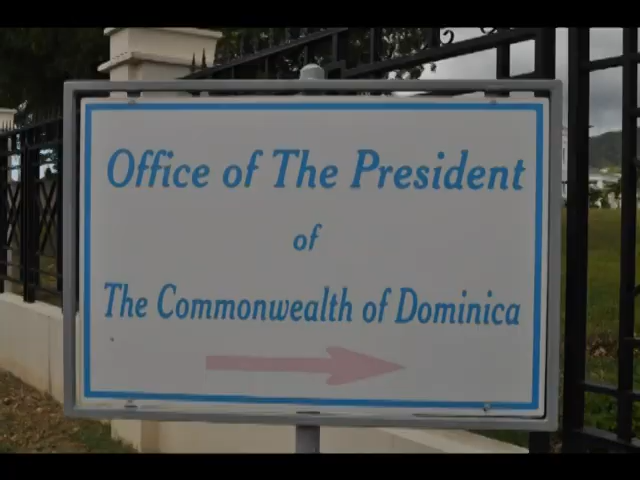 Office of The President
of
The Commonwealth of Dominica